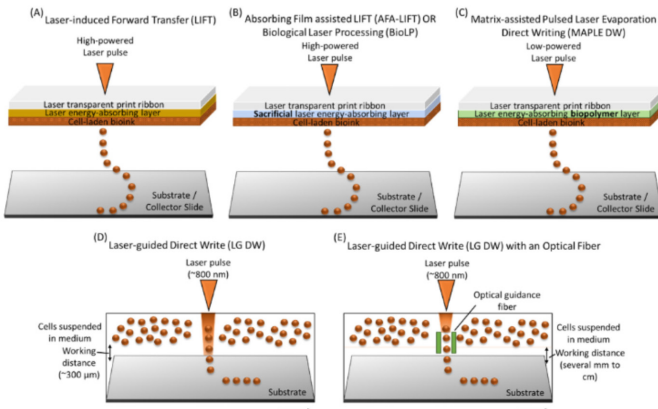 (A)
Laser-induced Forward Transfer (LIFT)
High-powered
Laser pulse
Laser transparent print ribbon
Laser energy-absorbing layer
Cell-laden bioink
Substrate /
Collector Slide
(B)
Absorbing Film assisted LIFT (AFA-LIFT) OR
Biological Laser Processing (BioLP)
High-powered
Laser pulse
Laser transparent print ribbon
Sacrificial laser energy-absorbing layer
Cell-laden bioink
Substrate /
Collector Slide
(C)
Matrix-assisted Pulsed Laser Evaporation
Direct Writing (MAPLE DW)
Low-powered
Laser pulse
Laser transparent print ribbon
Laser energy-absorbing biopolymer layer
Cell-laden bioink
Substrate /
Collector Slide
(D)
Laser-guided Direct Write (LG DW)
Laser pulse
(~800 nm)
Cells suspended
in medium
Working
distance
(~300 μm)
Substrate
(E)
Laser-guided Direct Write (LG DW) with an Optical Fiber
Laser pulse
(~800 nm)
Optical guidance
fiber
Cells suspended
in medium
Working distance
(several mm to
cm)
Substrate